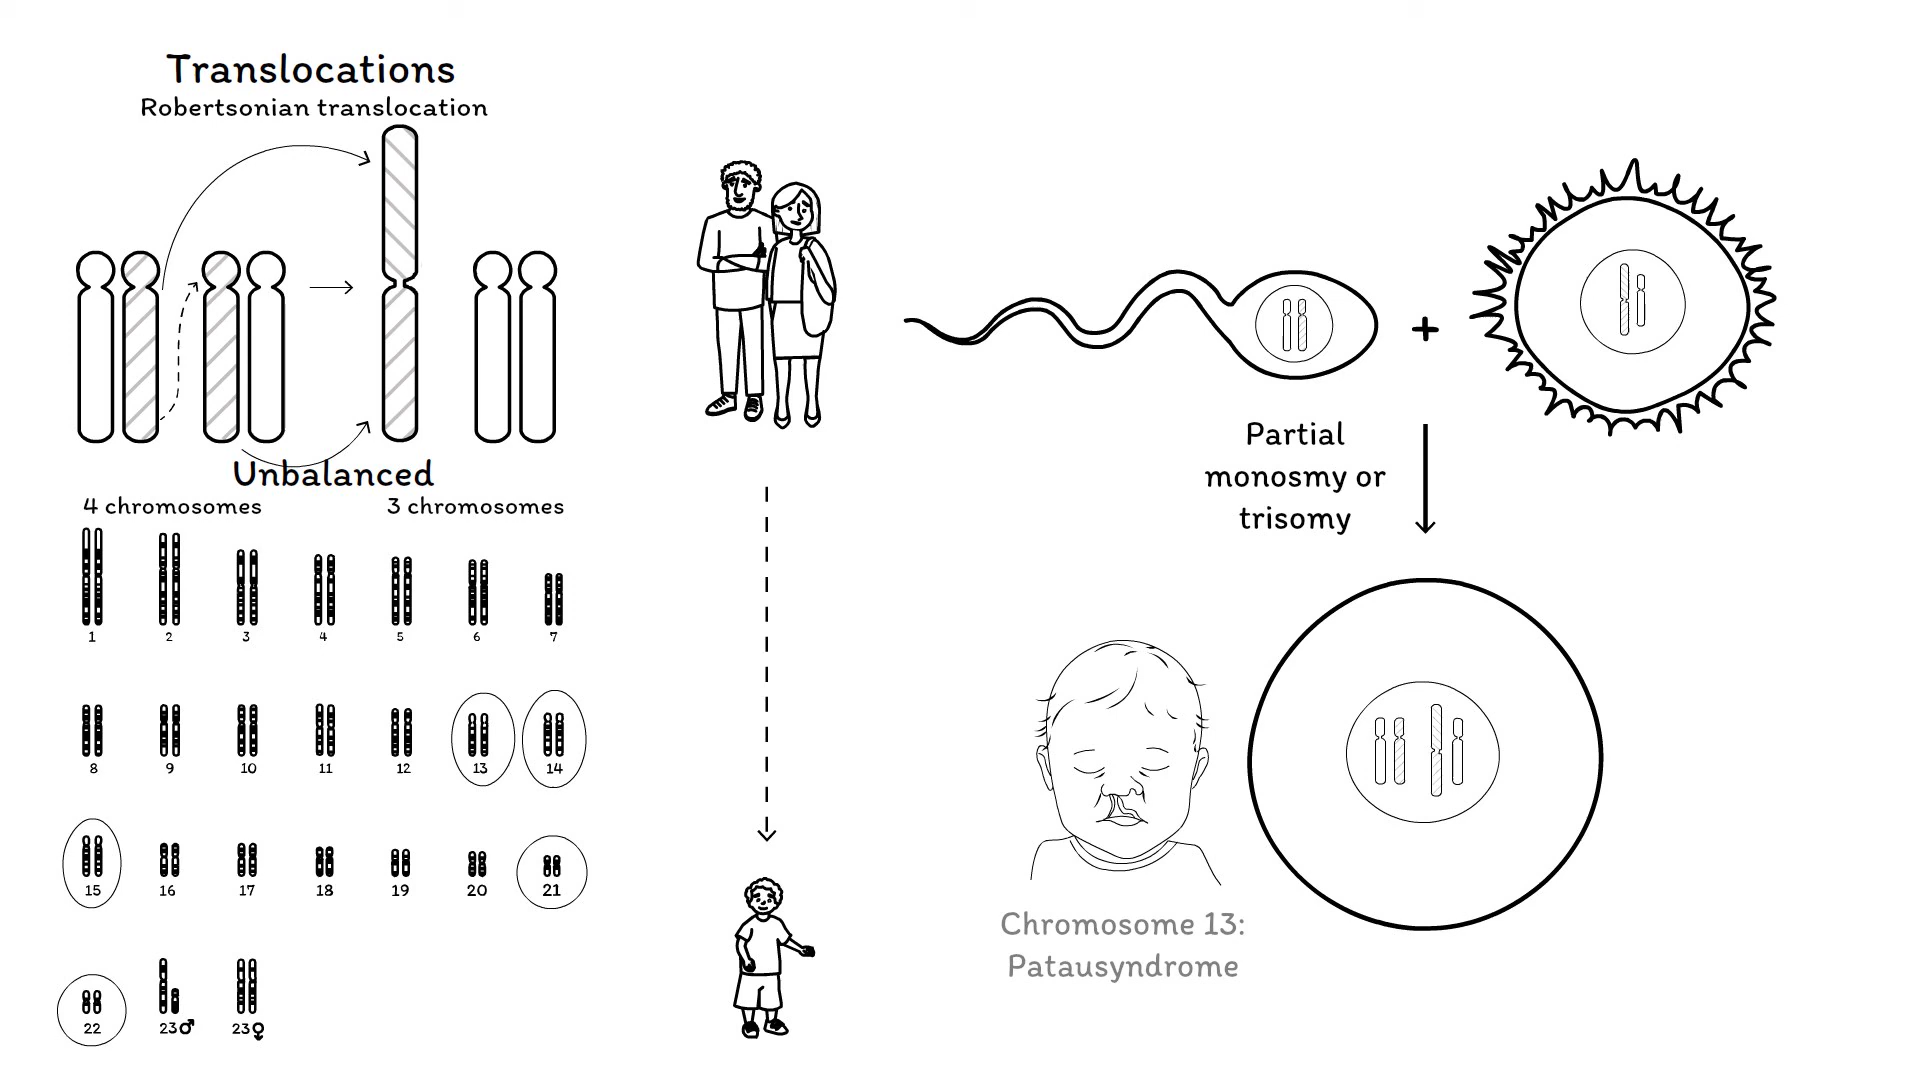 Translocations
Robertsonian translocation
Unbalanced
4 chromosomes 3 chromosomes
1 2 3 4 5 6 7
8 9 10 11 12 13 14
15 16 17 18 19 20 21
22 23♂ 23♀
+
Partial
monosmy or
trisomy
Chromosome 13:
Patausyndrome